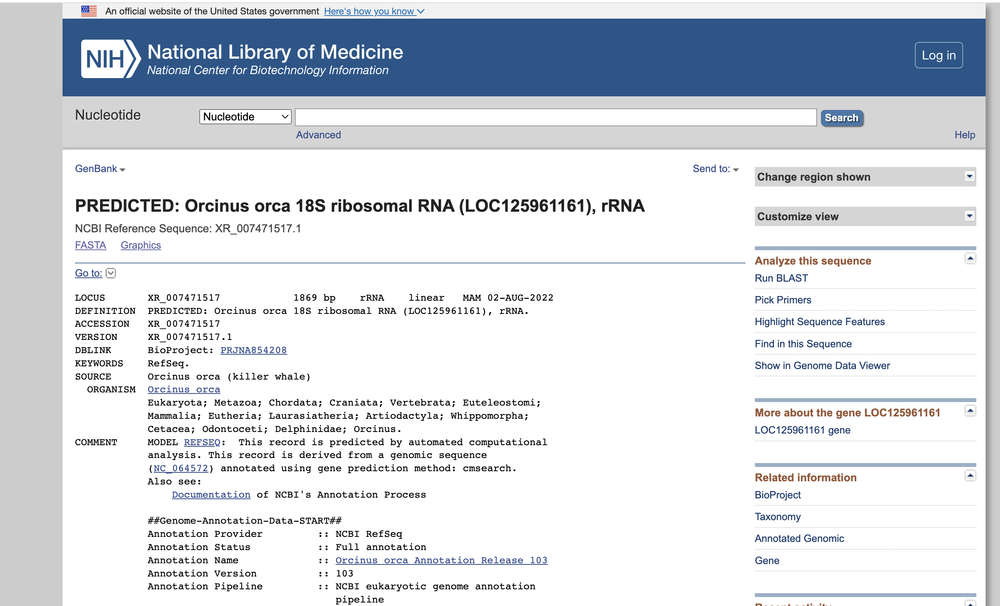 An official website of the United States government Here's how you know
NIH National Library of Medicine
National Center for Biotechnology Information
Log in
Nucleotide
Nucleotide
Search
Advanced
Help
GenBank
Send to:
PREDICTED: Orcinus orca 18S ribosomal RNA (LOC125961161), rRNA
NCBI Reference Sequence: XR_007471517.1
FASTA Graphics
Go to:
LOCUS XR_007471517 1869 bp rRNA linear MAM 02-AUG-2022
DEFINITION PREDICTED: Orcinus orca 18S ribosomal RNA (LOC125961161), rRNA.
ACCESSION XR_007471517
VERSION XR_007471517.1
DBLINK BioProject: PRJNA854208
KEYWORDS RefSeq.
SOURCE Orcinus orca (killer whale)
ORGANISM Orcinus orca
Eukaryota; Metazoa; Chordata; Craniata; Vertebrata; Euteleostomi;
Mammalia; Eutheria; Laurasiatheria; Artiodactyla; Whippomorpha;
Cetacea; Odontoceti; Delphinidae; Orcinus.
COMMENT MODEL REFSEQ: This record is predicted by automated computational
analysis. This record is derived from a genomic sequence
(NC_064572) annotated using gene prediction method: cmsearch.
Also see:
Documentation of NCBI's Annotation Process
##Genome-Annotation-Data-START##
Annotation Provider :: NCBI RefSeq
Annotation Status :: Full annotation
Annotation Name :: Orcinus orca Annotation Release 103
Annotation Version :: 103
Annotation Pipeline :: NCBI eukaryotic genome annotation
pipeline
Change region shown
Customize view
Analyze this sequence
Run BLAST
Pick Primers
Highlight Sequence Features
Find in this Sequence
Show in Genome Data Viewer
More about the gene LOC125961161
LOC125961161 gene
Related information
BioProject
Taxonomy
Annotated Genomic
Gene
Recent activity